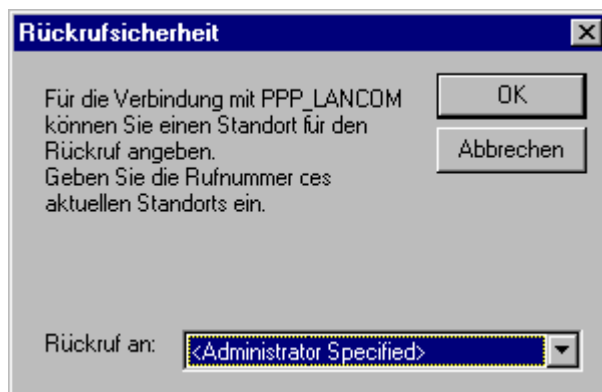 Rückrufsicherheit
Für die Verbindung mit PPP_LANCOM
können Sie einen Standort für den
Rückruf angeben.
Geben Sie die Rufnummer ces
aktuellen Standorts ein.
OK
Abbrechen
Rückruf an: <Administrator Specified>